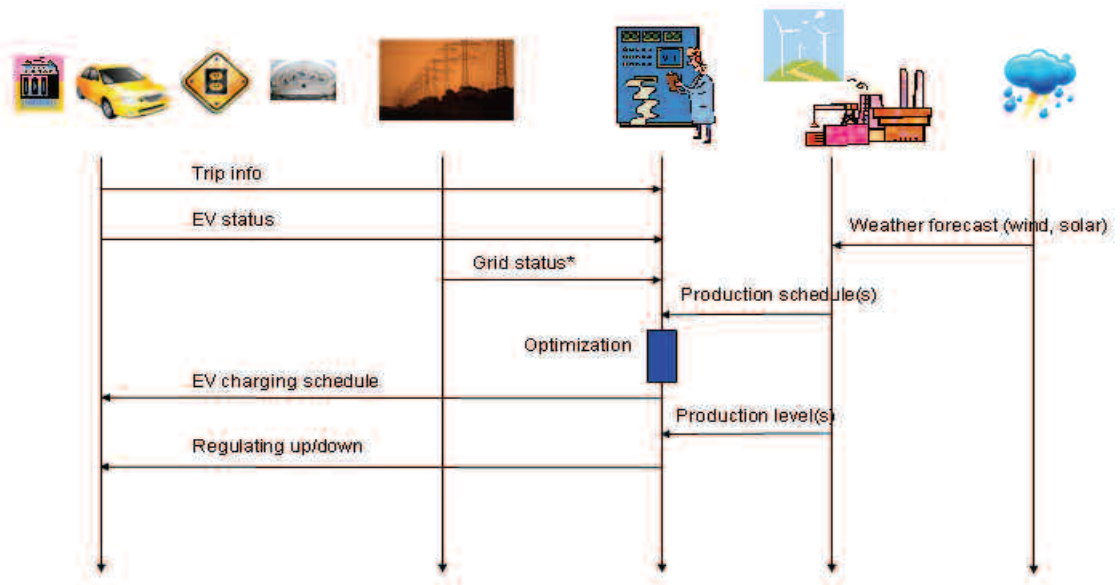 Trip info
EV status
Weather forecast (wind, solar)
Grid status*
Production schedule(s)
Optimization
EV charging schedule
Production level(s)
Regulating up/down